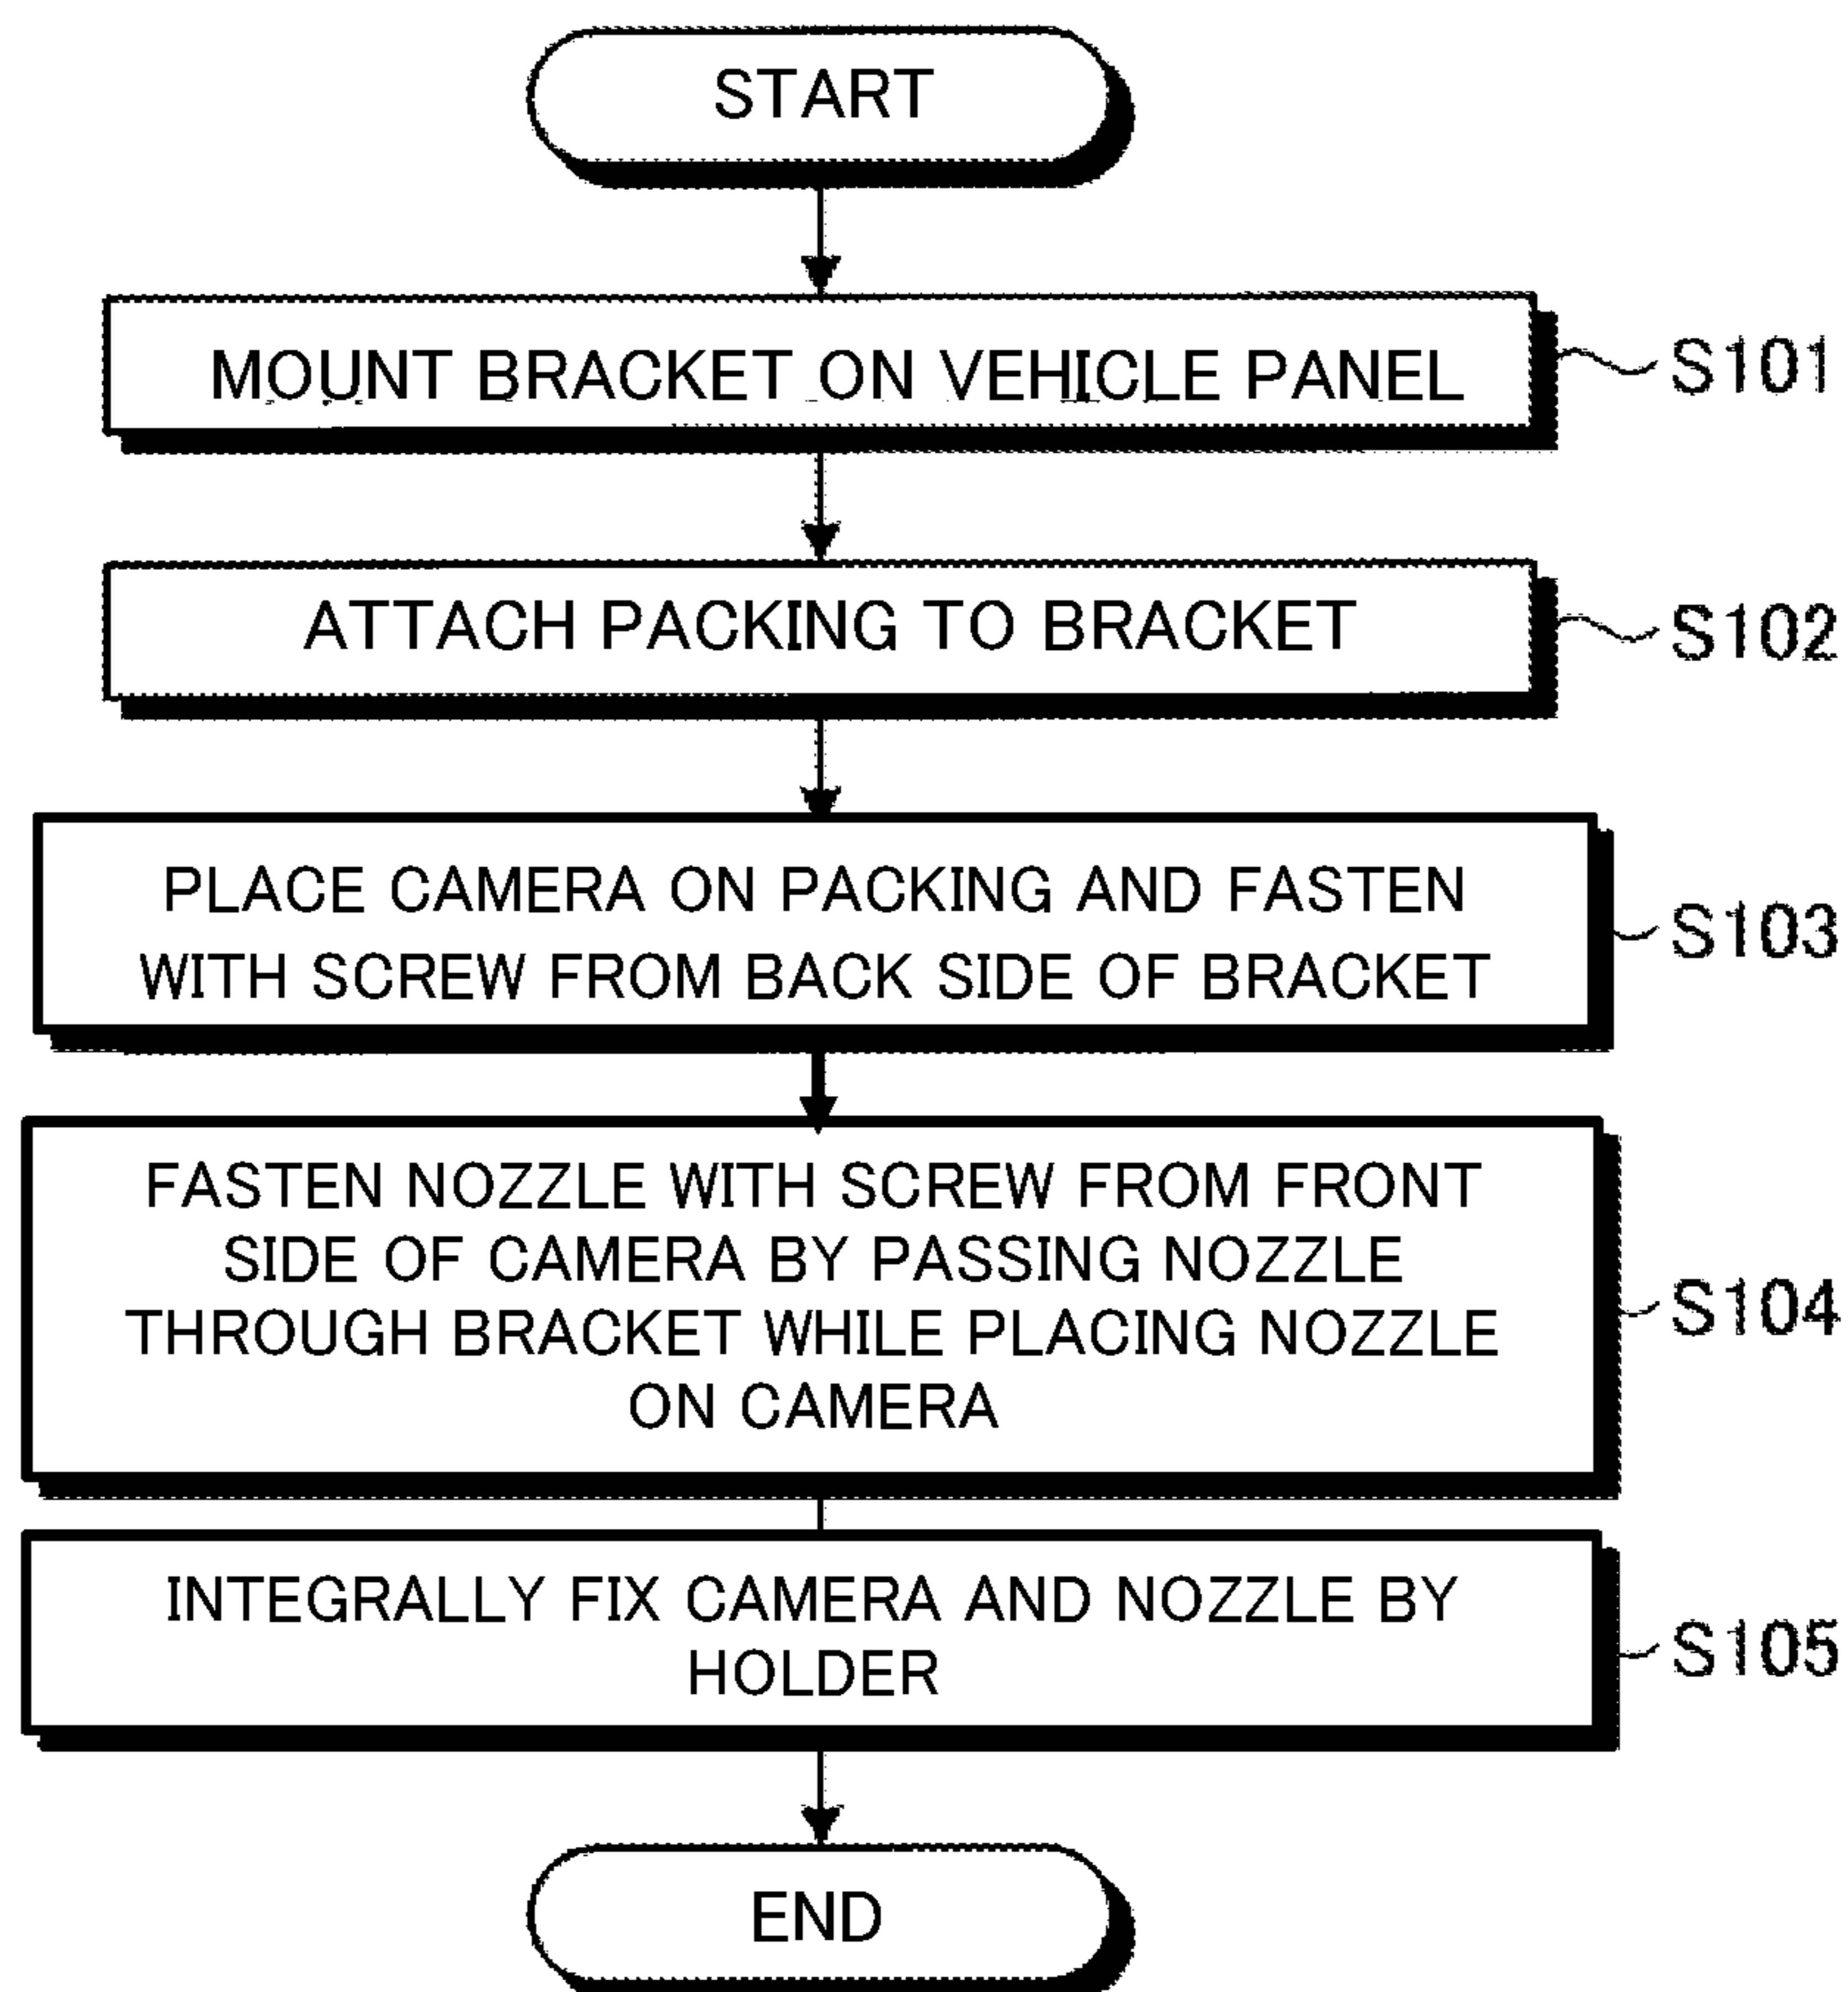 START
MOUNT BRACKET ON VEHICLE PANEL
S101
ATTACH PACKING TO BRACKET
S102
PLACE CAMERA ON PACKING AND FASTEN
WITH SCREW FROM BACK SIDE OF BRACKET
S103
FASTEN NOZZLE WITH SCREW FROM FRONT
SIDE OF CAMERA BY PASSING NOZZLE
THROUGH BRACKET WHILE PLACING NOZZLE
ON CAMERA
S104
INTEGRALLY FIX CAMERA AND NOZZLE BY
HOLDER
S105
END